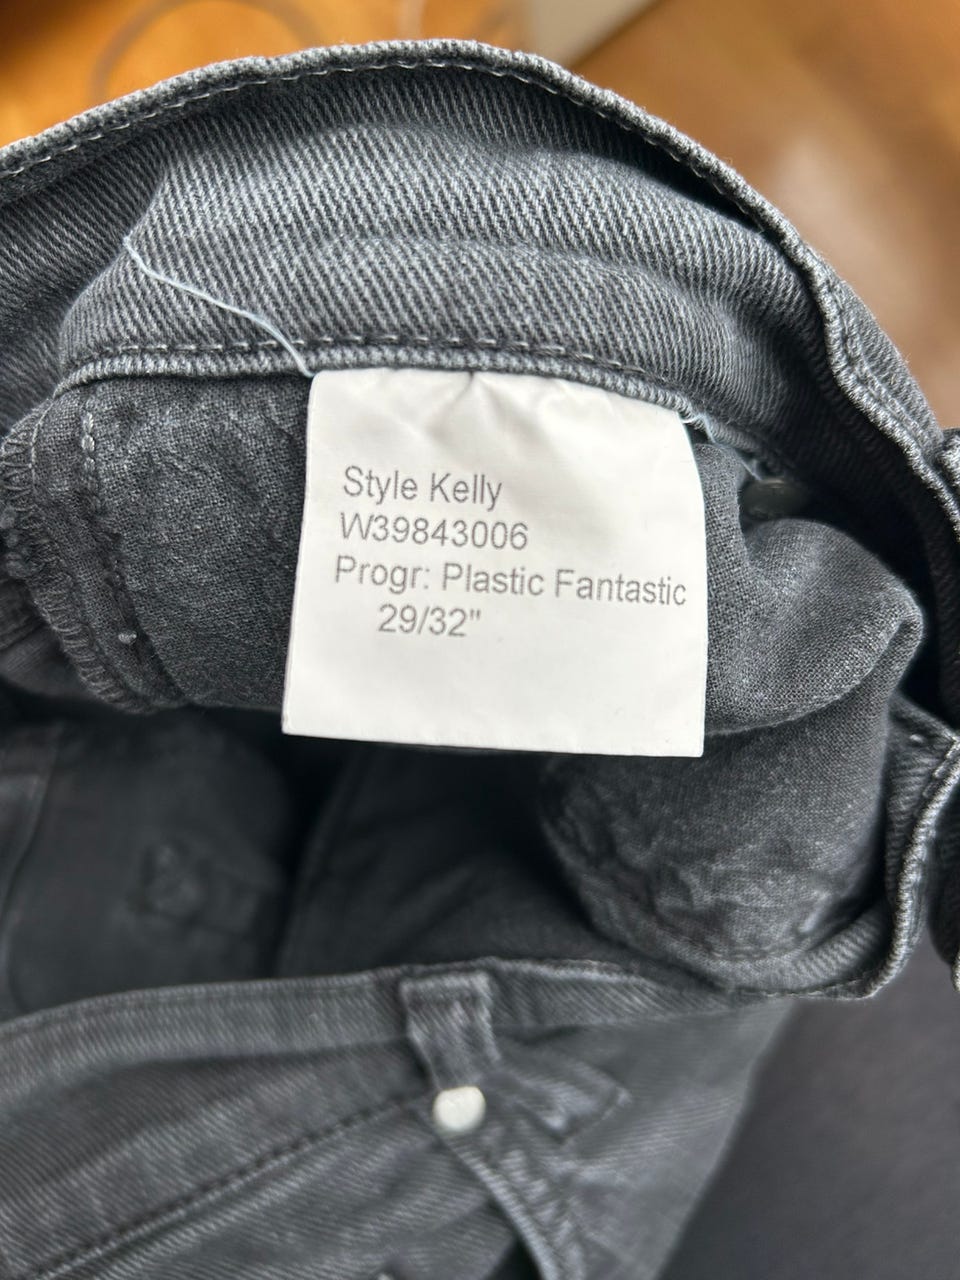 Style Kelly
W39843006
Progr: Plastic Fantastic
29/32"